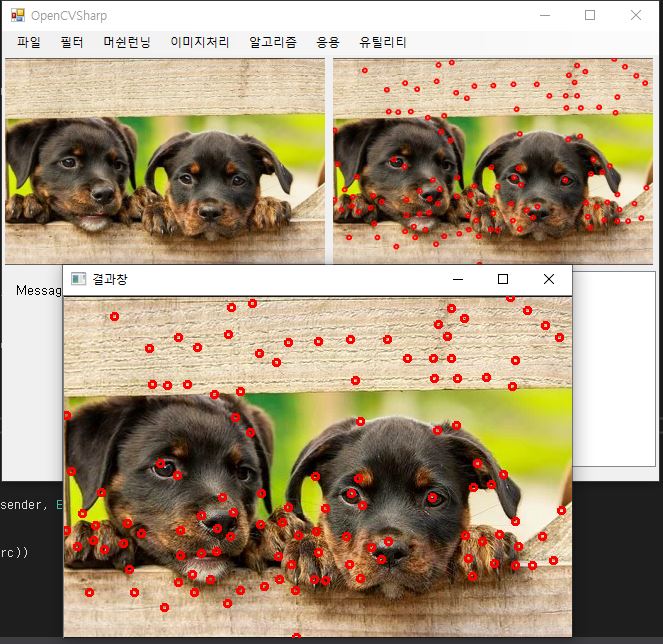 OpenCVSharp
파일 필터 머쉰런닝 이미지처리 알고리즘 응용 유틸리티
Messag
결과창
sender, E
rc))